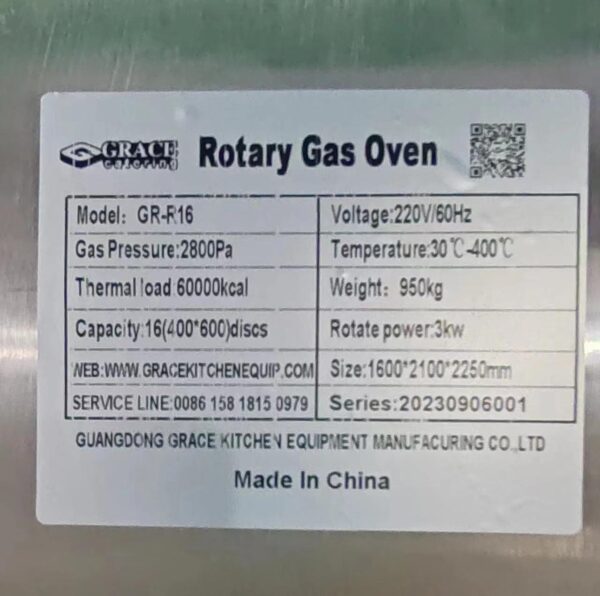 GRACE
catering
Rotary Gas Oven
Model: GR-R16
Voltage:220V/60Hz
Gas Pressure:2800Pa
Temperature:30℃-400℃
Thermal load 60000kcal
Weight: 950kg
Capacity:16(400*600)discs
Rotate power:3kw
WEB:WWW.GRACEKITCHENEQUIP.COM
Size:1600*2100*2250mm
SERVICE LINE:0086 158 1815 0979
Series:20230906001
GUANGDONG GRACE KITCHEN EQUIPMENT MANUFACURING CO.,LTD
Made In China